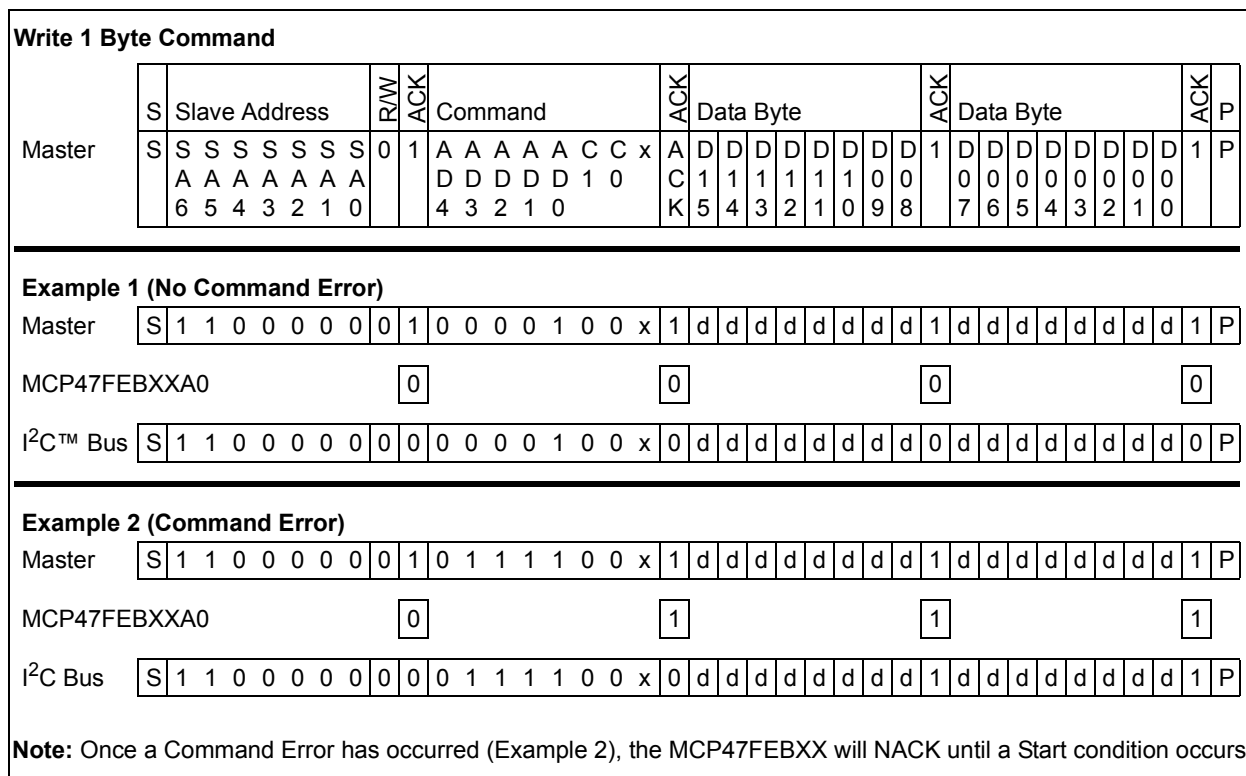 Write 1 Byte Command
S Slave Address R/W ACK Command ACK Data Byte ACK Data Byte ACK P
Master S S S S S S S S 0 1 A A A A A C C x A D D D D D D D D 1 D D D D D D D D 1 P
A A A A A A A D D D D D 1 0 C 1 1 1 1 1 1 0 0 0 0 0 0 0 0 0 0
6 5 4 3 2 1 0 4 3 2 1 0 K 5 4 3 2 1 0 9 8 7 6 5 4 3 2 1 0
Example 1 (No Command Error)
Master S 1 1 0 0 0 0 0 0 1 0 0 0 0 1 0 0 x 1 d d d d d d d d 1 d d d d d d d d 1 P
MCP47FEBXXA0 0 0 0 0
I2C™ Bus S 1 1 0 0 0 0 0 0 0 0 0 0 0 1 0 0 x 0 d d d d d d d d 0 d d d d d d d d 0 P
Example 2 (Command Error)
Master S 1 1 0 0 0 0 0 0 1 0 1 1 1 1 0 0 x 1 d d d d d d d d 1 d d d d d d d d 1 P
MCP47FEBXXA0 0 1 1 1
I2C Bus S 1 1 0 0 0 0 0 0 0 0 1 1 1 1 0 0 x 0 d d d d d d d d 1 d d d d d d d d 1 P
Note: Once a Command Error has occurred (Example 2), the MCP47FEBXX will NACK until a Start condition occurs